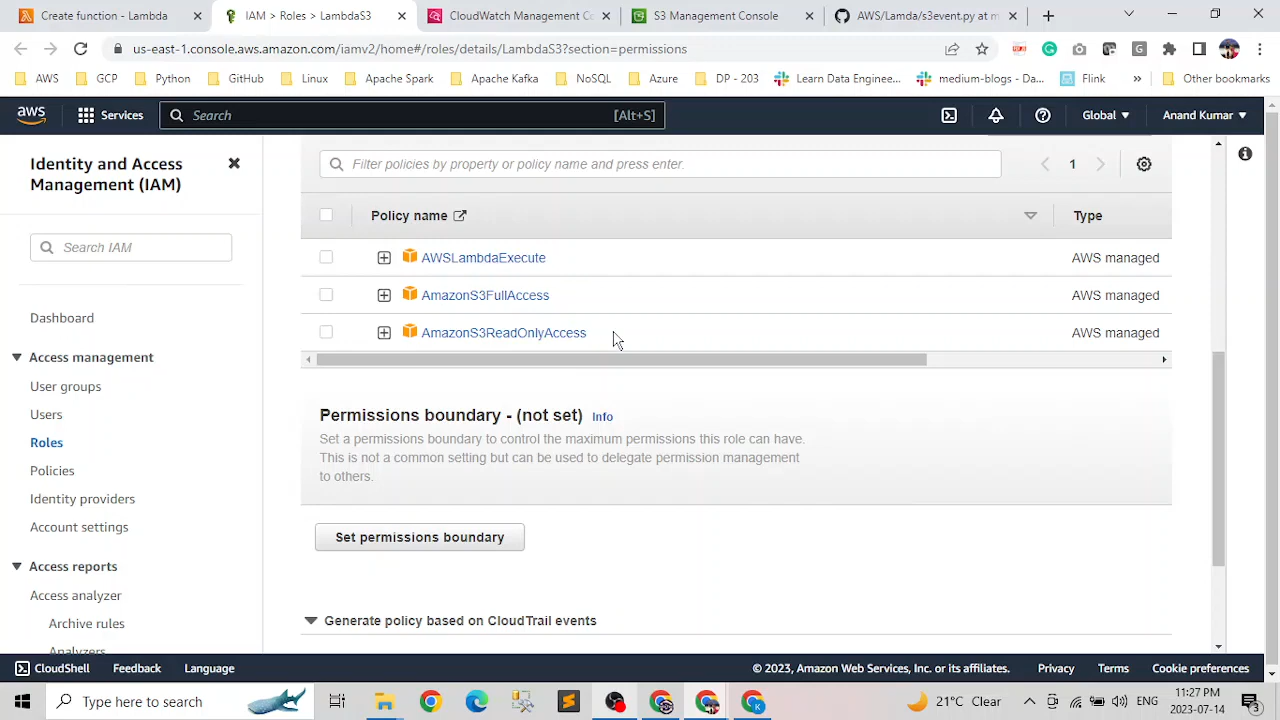 Create function - Lambda
IAM > Roles > LambdaS3
CloudWatch Management Co
S3 Management Console
AWS/Lamda/s3event.py at m
us-east-1.console.aws.amazon.com/iamv2/home#/roles/details/LambdaS3?section=permissions
AWS
GCP
Python
GitHub
Linux
Apache Spark
Apache Kafka
NoSQL
Azure
DP - 203
Learn Data Enginee...
medium-blogs - Da...
Flink
»
Other bookmarks
aws
Services
Search
[Alt+S]
Global
Anand Kumar
Identity and Access
Management (IAM)
Search IAM
Dashboard
Access management
User groups
Users
Roles
Policies
Identity providers
Account settings
Access reports
Access analyzer
Archive rules
Analyzers
Filter policies by property or policy name and press enter.
1
Policy name
Type
AWSLambdaExecute
AWS managed
AmazonS3FullAccess
AWS managed
AmazonS3ReadOnlyAccess
AWS managed
Permissions boundary - (not set) Info
Set a permissions boundary to control the maximum permissions this role can have.
This is not a common setting but can be used to delegate permission management
to others.
Set permissions boundary
Generate policy based on CloudTrail events
CloudShell
Feedback
Language
© 2023, Amazon Web Services, Inc. or its affiliates.
Privacy
Terms
Cookie preferences
Type here to search
21°C Clear
ENG
11:27 PM
2023-07-14
3